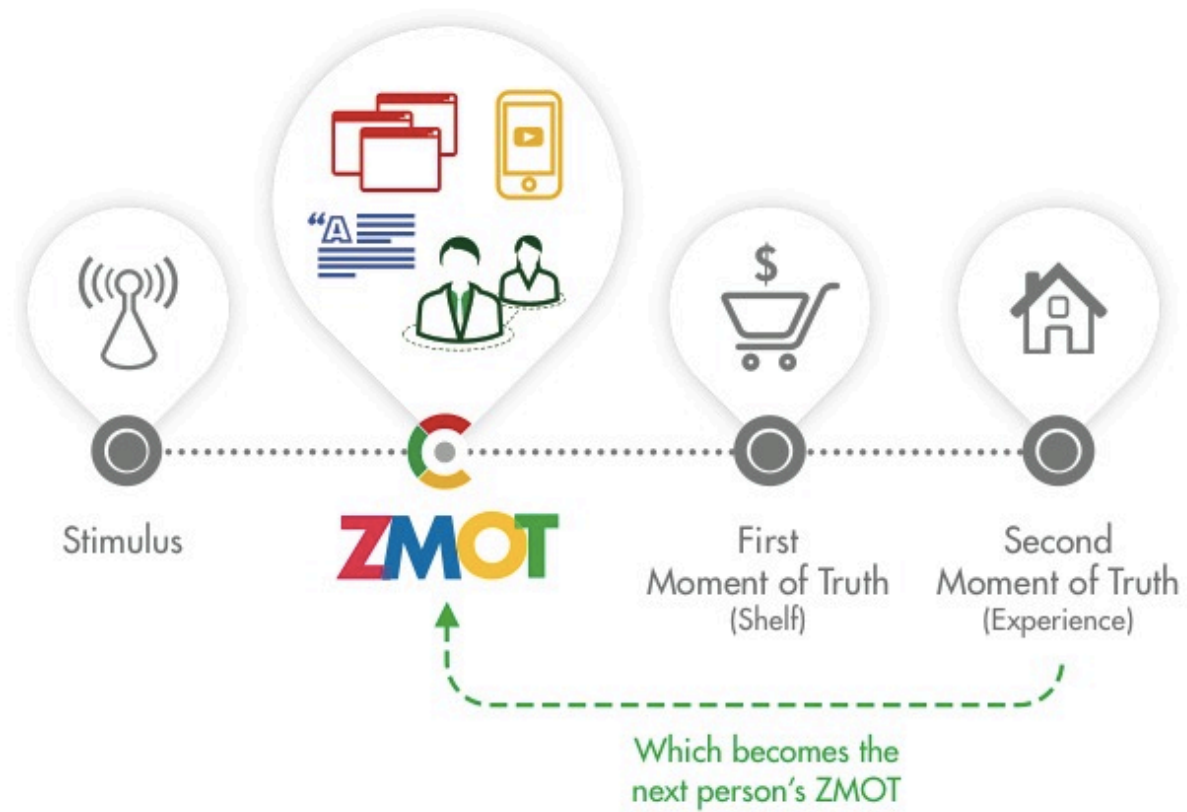 “A
$
Stimulus
ZMOT
First
Moment of Truth
(Shelf)
Second
Moment of Truth
(Experience)
Which becomes the
next person's ZMOT